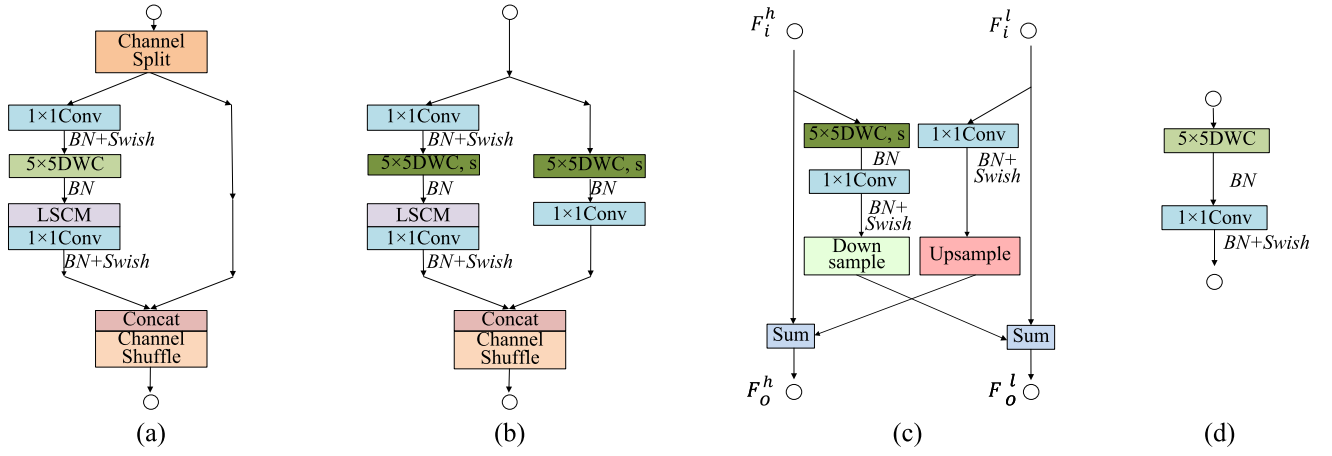 Channel
Split
1×1Conv
BN+Swish
5×5DWC
BN
LSCM
1×1Conv
BN+Swish
Concat
Channel
Shuffle
(a)
1×1Conv
BN+Swish
5×5DWC, s
5×5DWC, s
BN
BN
LSCM
1×1Conv
1×1Conv
BN+Swish
Concat
Channel
Shuffle
(b)
F_i^h
F_i^l
5×5DWC, s
BN
1×1Conv
BN+
Swish
Down
sample
1×1Conv
BN+
Swish
Upsample
Sum
Sum
F_o^h
F_o^l
(c)
5×5DWC
BN
1×1Conv
BN+Swish
(d)